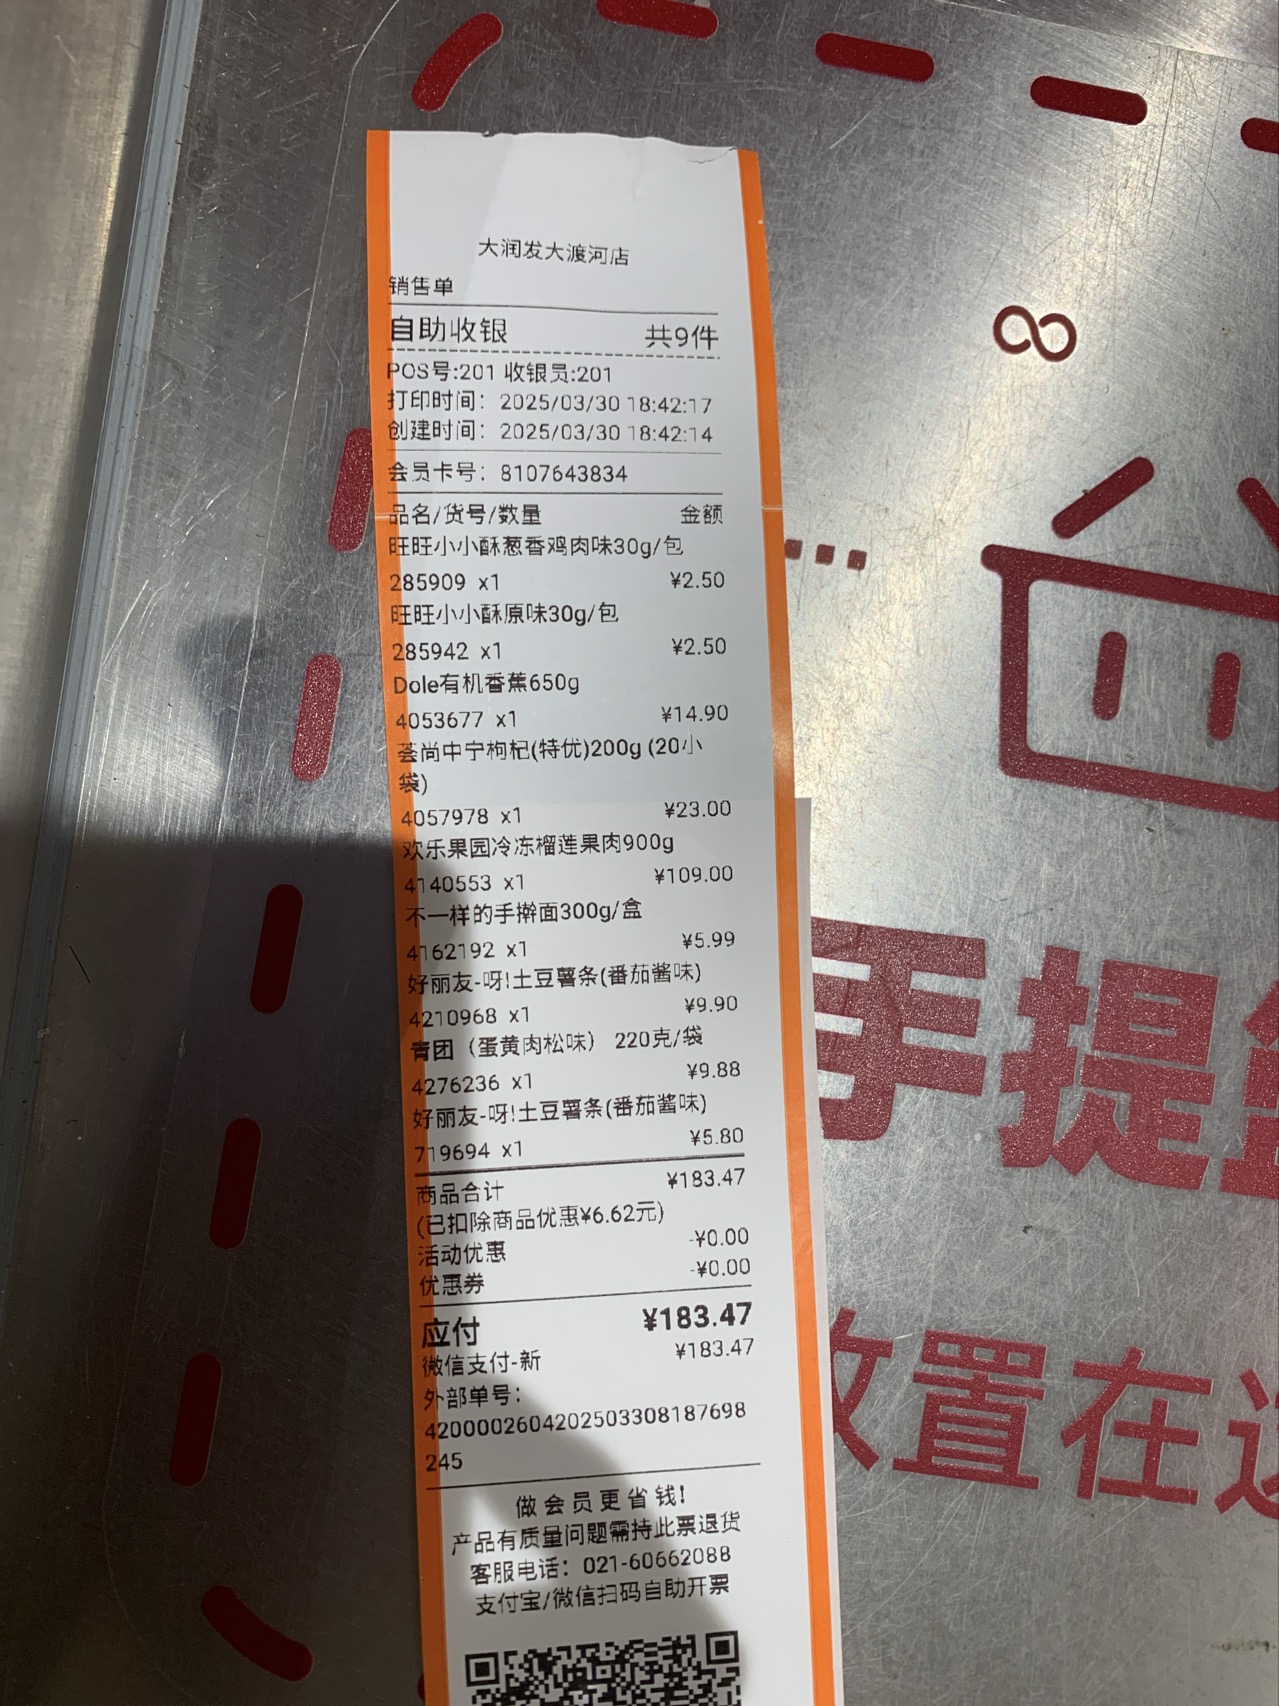 大润发大渡河店
销售单
自助收银 共9件
POS号:201 收银员:201
打印时间: 2025/03/30 18:42:17
创建时间: 2025/03/30 18:42:14
会员卡号: 8107643834
品名/货号/数量 金额
旺旺小小酥葱香鸡肉味30g/包
285909 x1 ¥2.50
旺旺小小酥原味30g/包
285942 x1 ¥2.50
Dole有机香蕉650g
4053677 x1 ¥14.90
荟尚中宁枸杞(特优)200g (20小
袋)
4057978 x1 ¥23.00
欢乐果园冷冻榴莲果肉900g
4140553 x1 ¥109.00
不一样的手擀面300g/盒
4162192 x1 ¥5.99
好丽友-呀!土豆薯条(番茄酱味)
4210968 x1 ¥9.90
青团（蛋黄肉松味） 220克/袋
4276236 x1 ¥9.88
好丽友-呀!土豆薯条(番茄酱味)
719694 x1 ¥5.80
商品合计 ¥183.47
(已扣除商品优惠¥6.62元)
活动优惠 -¥0.00
优惠券 -¥0.00
应付 ¥183.47
微信支付-新 ¥183.47
外部单号:
4200002604202503308187698
245
做会员更省钱!
产品有质量问题需持此票退货
客服电话: 021-60662088
支付宝/微信扫码自助开票
8
手提
置在